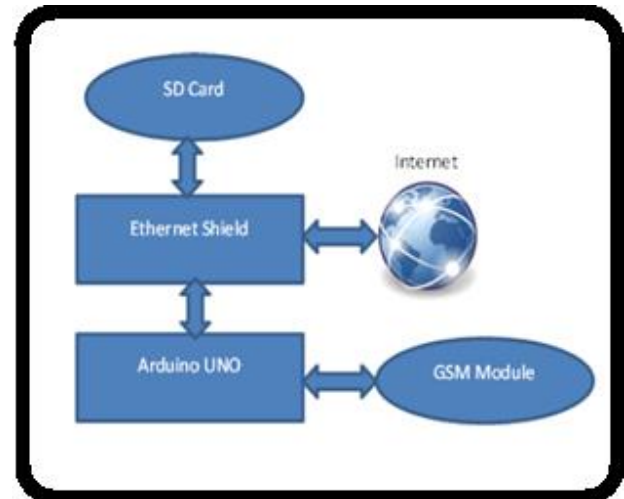 SD Card
Internet
Ethernet Shield
Arduino UNO
GSM Module